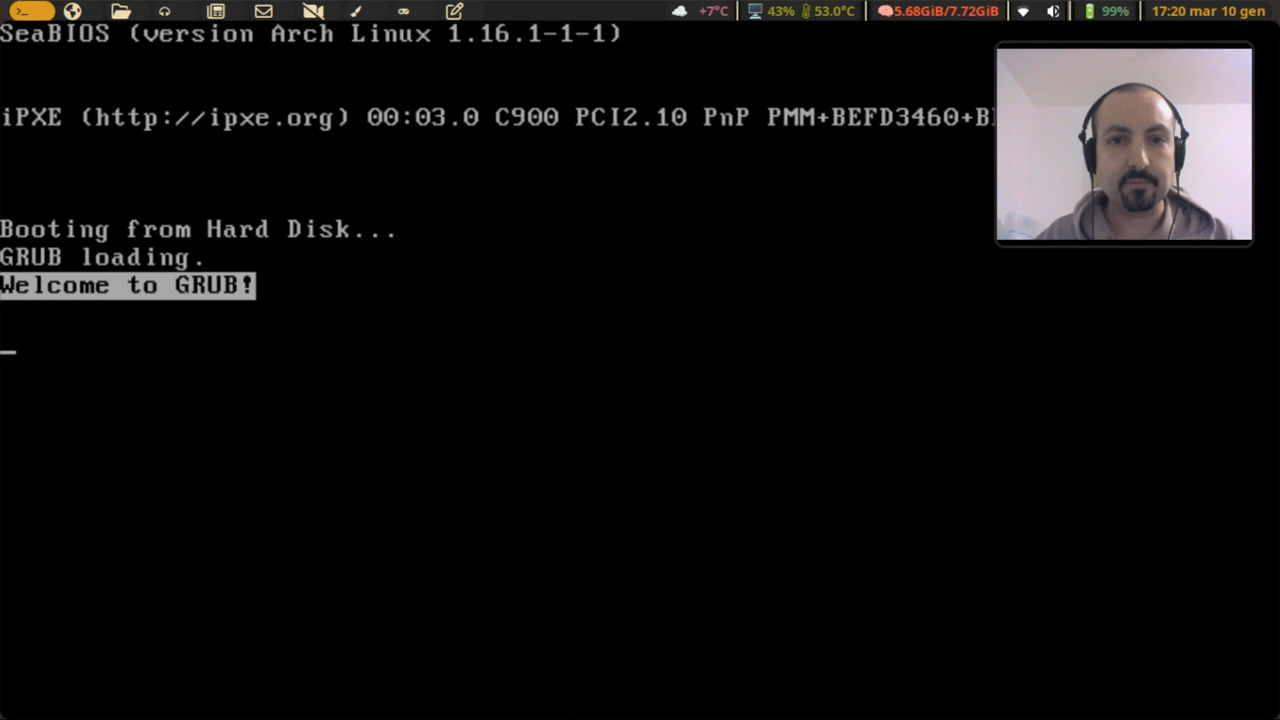 +7°C 43% 53.0°C 5.68GiB/7.72GiB 99% 17:20 mar 10 gen
SeaBIOS (version Arch Linux 1.16.1-1-1)
iPXE (http://ipxe.org) 00:03.0 C900 PCI2.10 PnP PMM+BEFD3460+B
Booting from Hard Disk...
GRUB loading.
Welcome to GRUB!